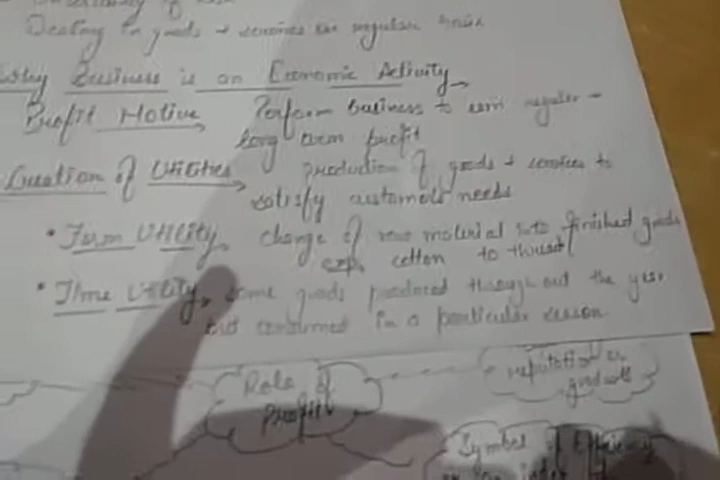 Dealing in goods + services on regular basis
Why Business is an Economic Activity
Profit Motive Perform business to earn regular -
long term profit
Creation of Utilities production of goods + services to
satisfy customers needs
• Form Utility change of raw material into finished goods
exp. cotton to thread
• Time Utility some goods produced throughout the year
but consumed in a particular season
Role of
Profit
reputation &
goodwill
Symbol of Efficiency